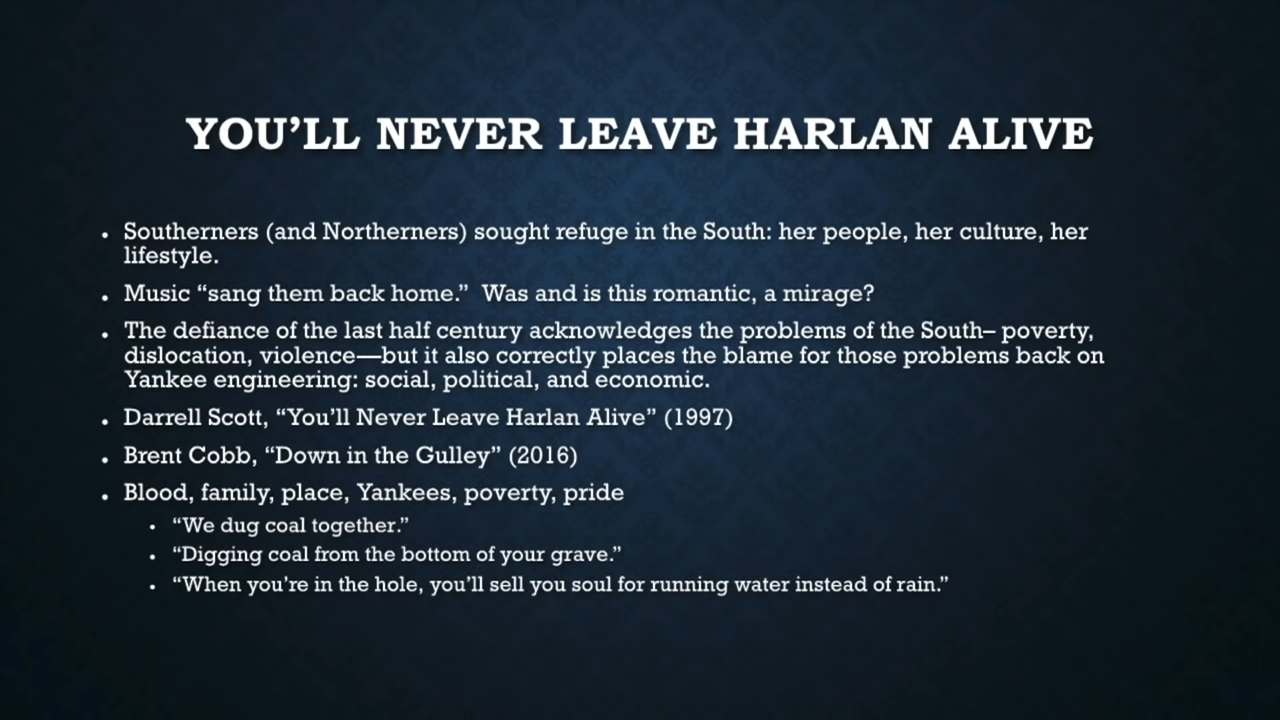 YOU’LL NEVER LEAVE HARLAN ALIVE
• Southerners (and Northerners) sought refuge in the South: her people, her culture, her
lifestyle.
• Music “sang them back home.”  Was and is this romantic, a mirage?
• The defiance of the last half century acknowledges the problems of the South– poverty,
dislocation, violence—but it also correctly places the blame for those problems back on
Yankee engineering: social, political, and economic.
• Darrell Scott, “You’ll Never Leave Harlan Alive” (1997)
• Brent Cobb, “Down in the Gulley” (2016)
• Blood, family, place, Yankees, poverty, pride
• “We dug coal together.”
• “Digging coal from the bottom of your grave.”
• “When you’re in the hole, you’ll sell you soul for running water instead of rain.”